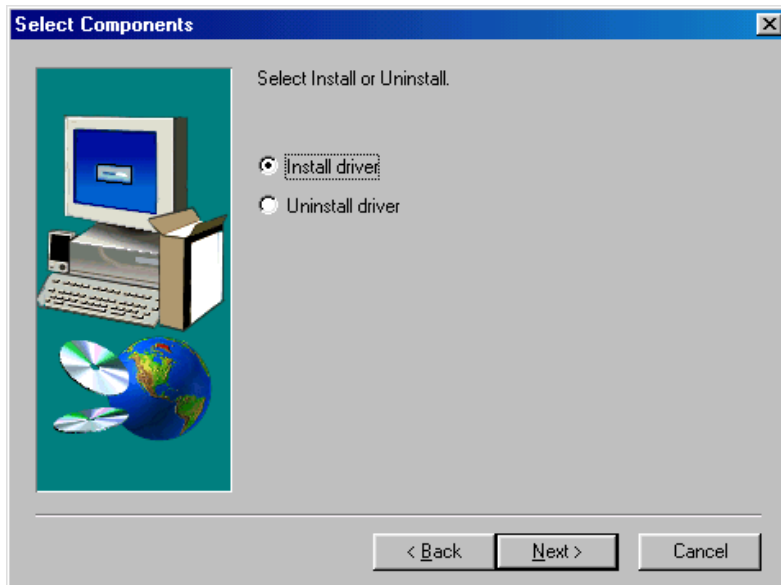 Select Components
Select Install or Uninstall.
Install driver
Uninstall driver
< Back
Next >
Cancel